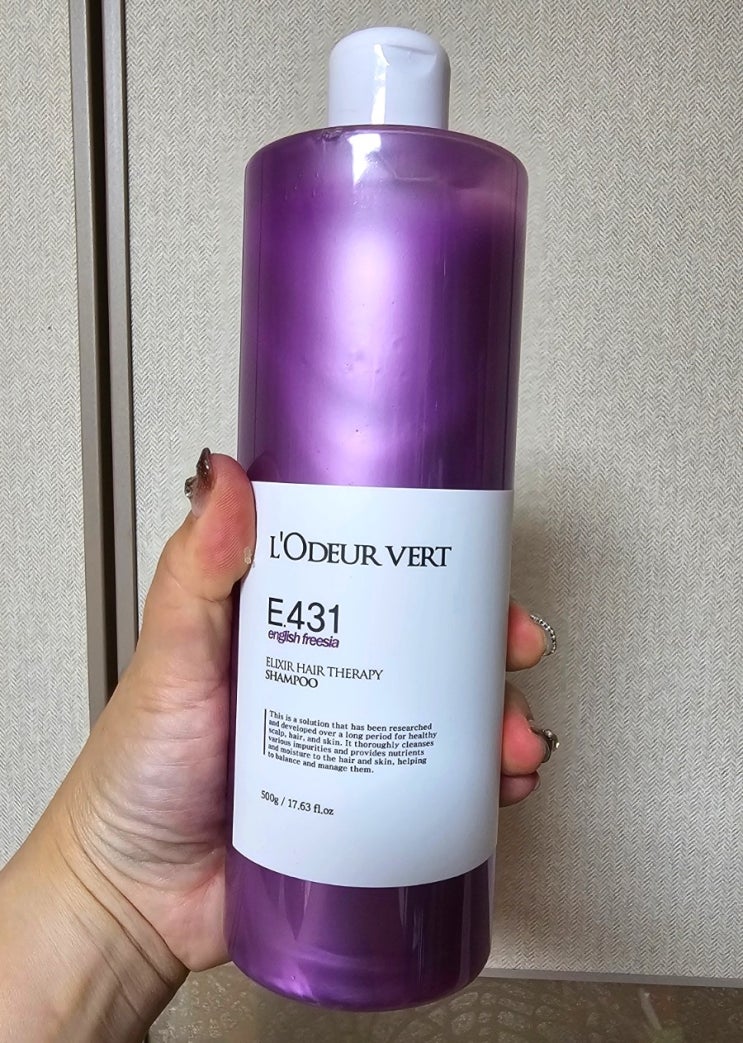 L'ODEUR VERT
E.431
english freesia
ELIXIR HAIR THERAPY
SHAMPOO
This is a solution that has been researched
and developed over a long period for healthy
scalp, hair, and skin. It thoroughly cleanses
various impurities and provides nutrients
and moisture to the hair and skin, helping
to balance and manage them.
500g / 17.63 fl.oz